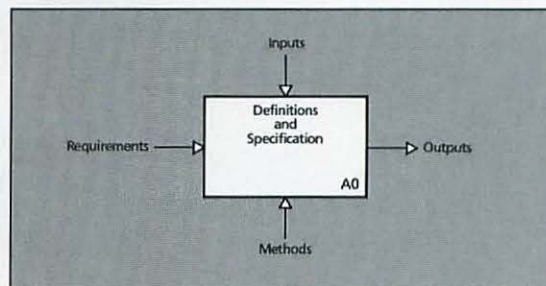 Inputs
Definitions
and
Specification
Requirements
Outputs
A0
Methods